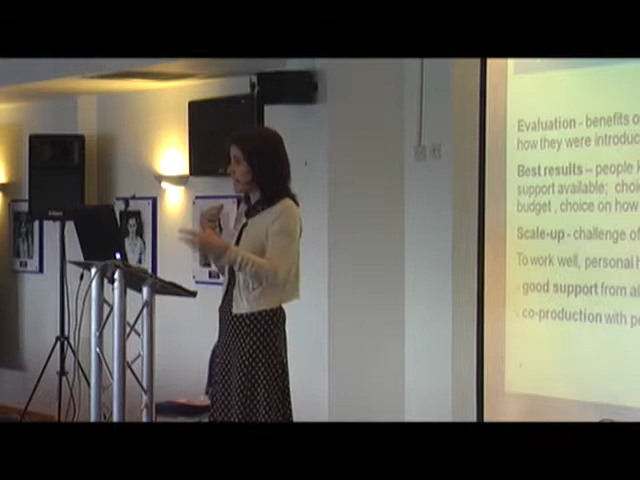 Evaluation - benefits o
how they were introduc
Best results – people k
support available; choi
budget, choice on how
Scale-up - challenge of
To work well, personal h
good support from al
co-production with pe